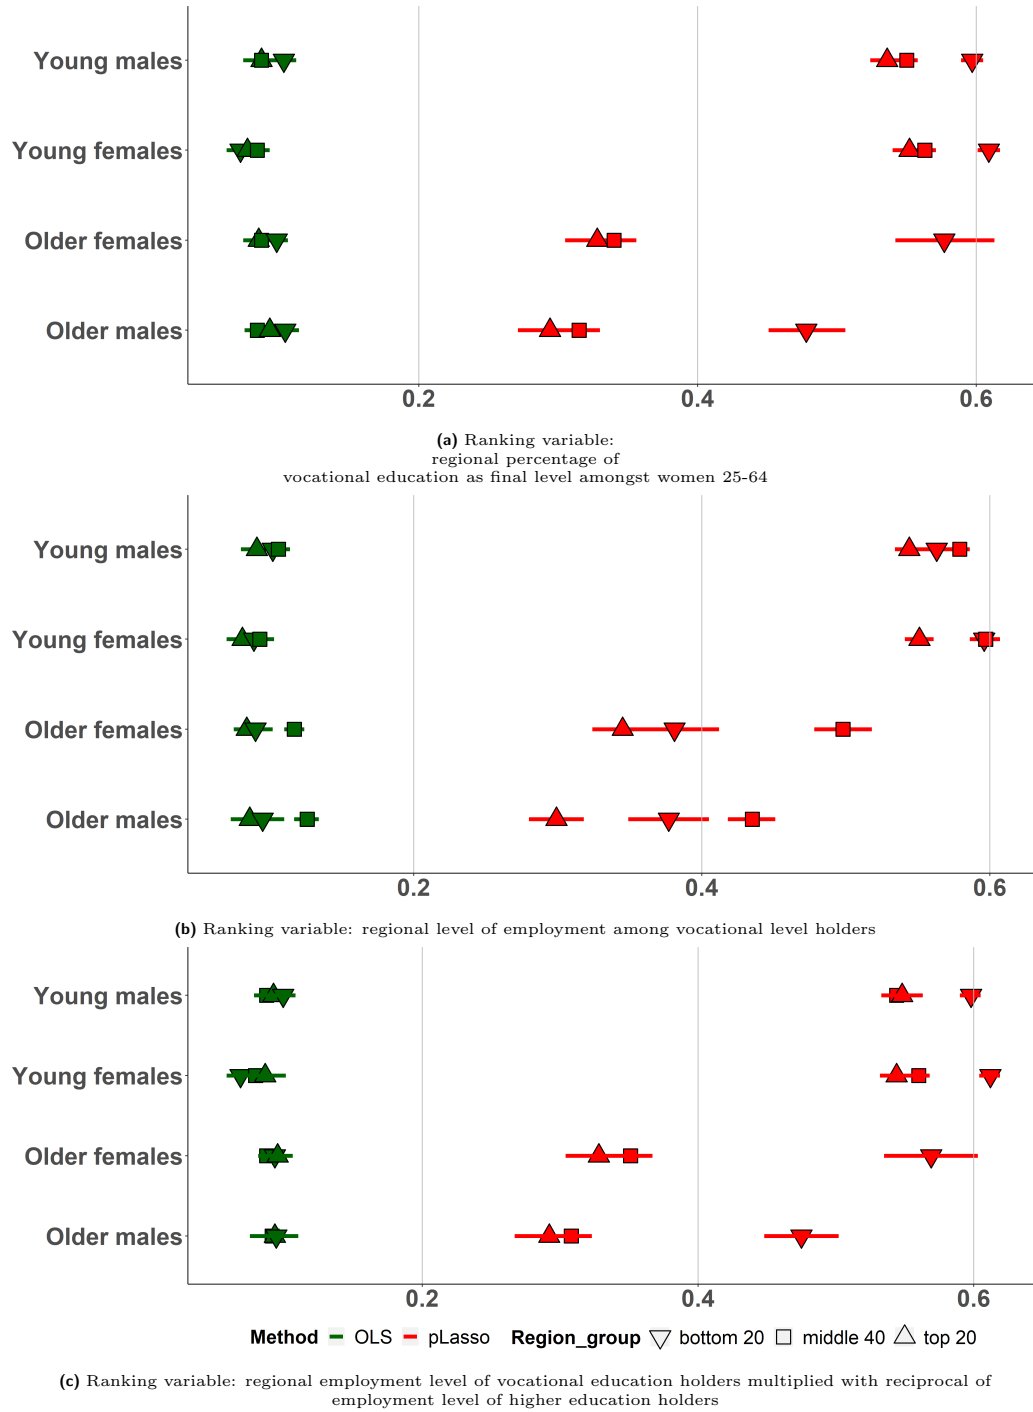 Young males
Young females
Older females
Older males
0.2 0.4 0.6
(a) Ranking variable:
regional percentage of
vocational education as final level amongst women 25-64
Young males
Young females
Older females
Older males
0.2 0.4 0.6
(b) Ranking variable: regional level of employment among vocational level holders
Young males
Young females
Older females
Older males
0.2 0.4 0.6
Method OLS pLasso Region_group bottom 20 middle 40 top 20
(c) Ranking variable: regional employment level of vocational education holders multiplied with reciprocal of
employment level of higher education holders